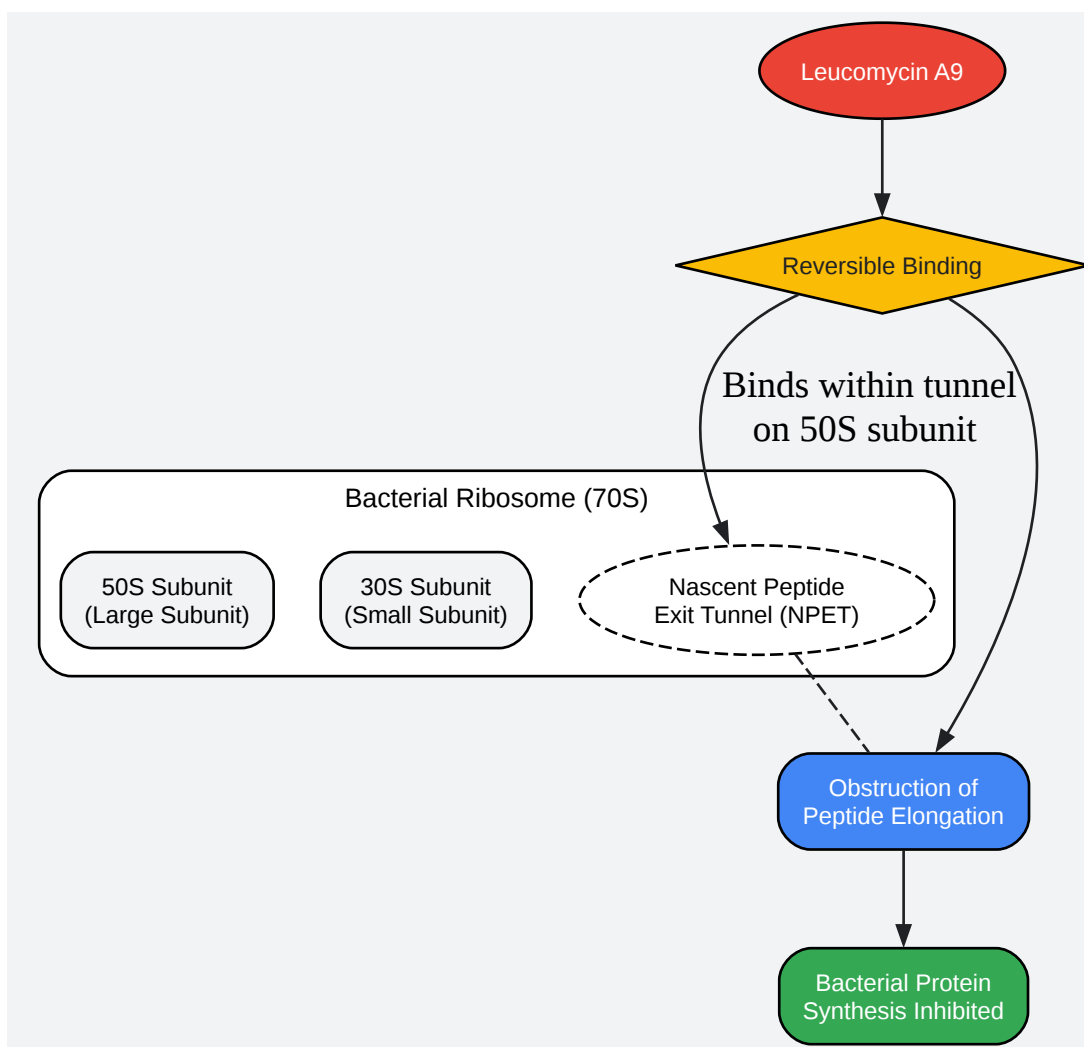 Leucomycin A9
Reversible Binding
Binds within tunnel
on 50S subunit
Bacterial Ribosome (70S)
50S Subunit
(Large Subunit)
30S Subunit
(Small Subunit)
Nascent Peptide
Exit Tunnel (NPET)
Obstruction of
Peptide Elongation
Bacterial Protein
Synthesis Inhibited